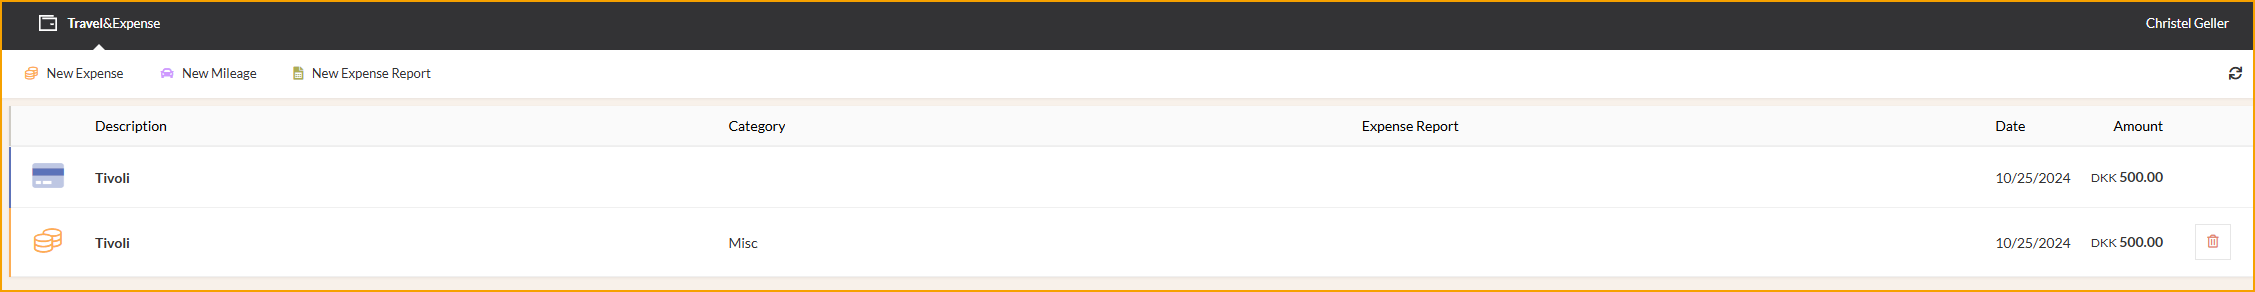 Travel&Expense Christel Geller
New Expense New Mileage New Expense Report
Description Category Expense Report Date Amount
Tivoli 10/25/2024 DKK 500.00
Tivoli Misc 10/25/2024 DKK 500.00